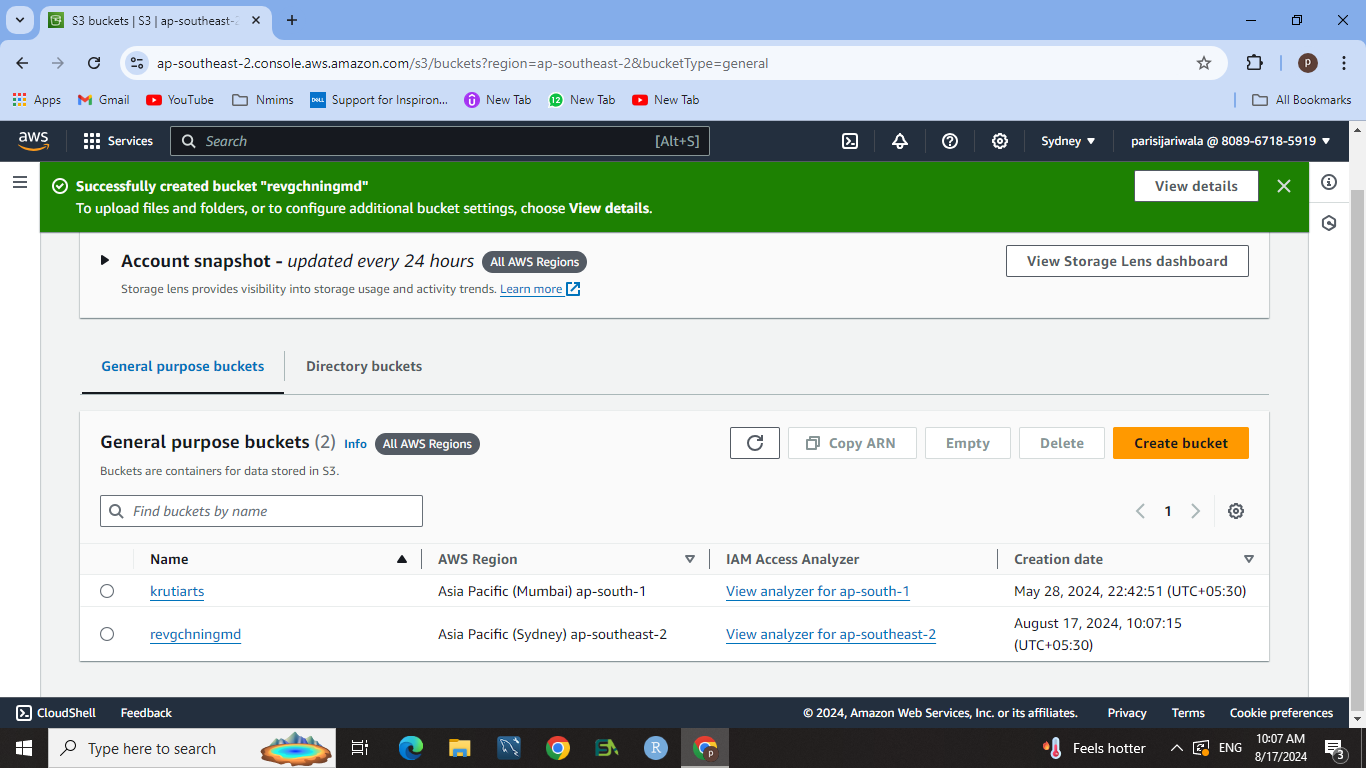 S3 buckets | S3 | ap-southeast-2
ap-southeast-2.console.aws.amazon.com/s3/buckets?region=ap-southeast-2&bucketType=general
p
Apps
Gmail
YouTube
Nmims
DELL
Support for Inspiron...
New Tab
12
New Tab
New Tab
All Bookmarks
aws
Services
Search
[Alt+S]
Sydney
parisijariwala @ 8089-6718-5919
Successfully created bucket "revgchningmd"
To upload files and folders, or to configure additional bucket settings, choose View details.
View details
Account snapshot - updated every 24 hours
All AWS Regions
View Storage Lens dashboard
Storage lens provides visibility into storage usage and activity trends. Learn more
General purpose buckets
Directory buckets
General purpose buckets (2)
Info
All AWS Regions
Copy ARN
Empty
Delete
Create bucket
Buckets are containers for data stored in S3.
Find buckets by name
1
Name
AWS Region
IAM Access Analyzer
Creation date
krutiarts
Asia Pacific (Mumbai) ap-south-1
View analyzer for ap-south-1
May 28, 2024, 22:42:51 (UTC+05:30)
revgchningmd
Asia Pacific (Sydney) ap-southeast-2
View analyzer for ap-southeast-2
August 17, 2024, 10:07:15
(UTC+05:30)
CloudShell
Feedback
© 2024, Amazon Web Services, Inc. or its affiliates.
Privacy
Terms
Cookie preferences
Type here to search
R
p
Feels hotter
ENG
10:07 AM
8/17/2024
3